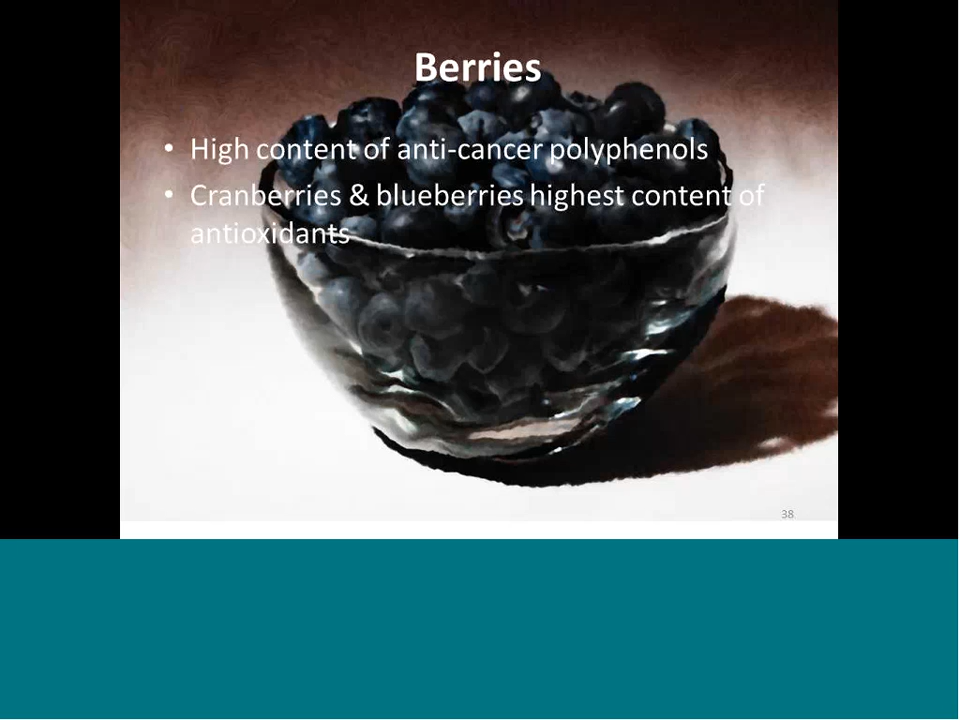 Berries
• High content of anti-cancer polyphenols
• Cranberries & blueberries highest content of
antioxidants
38